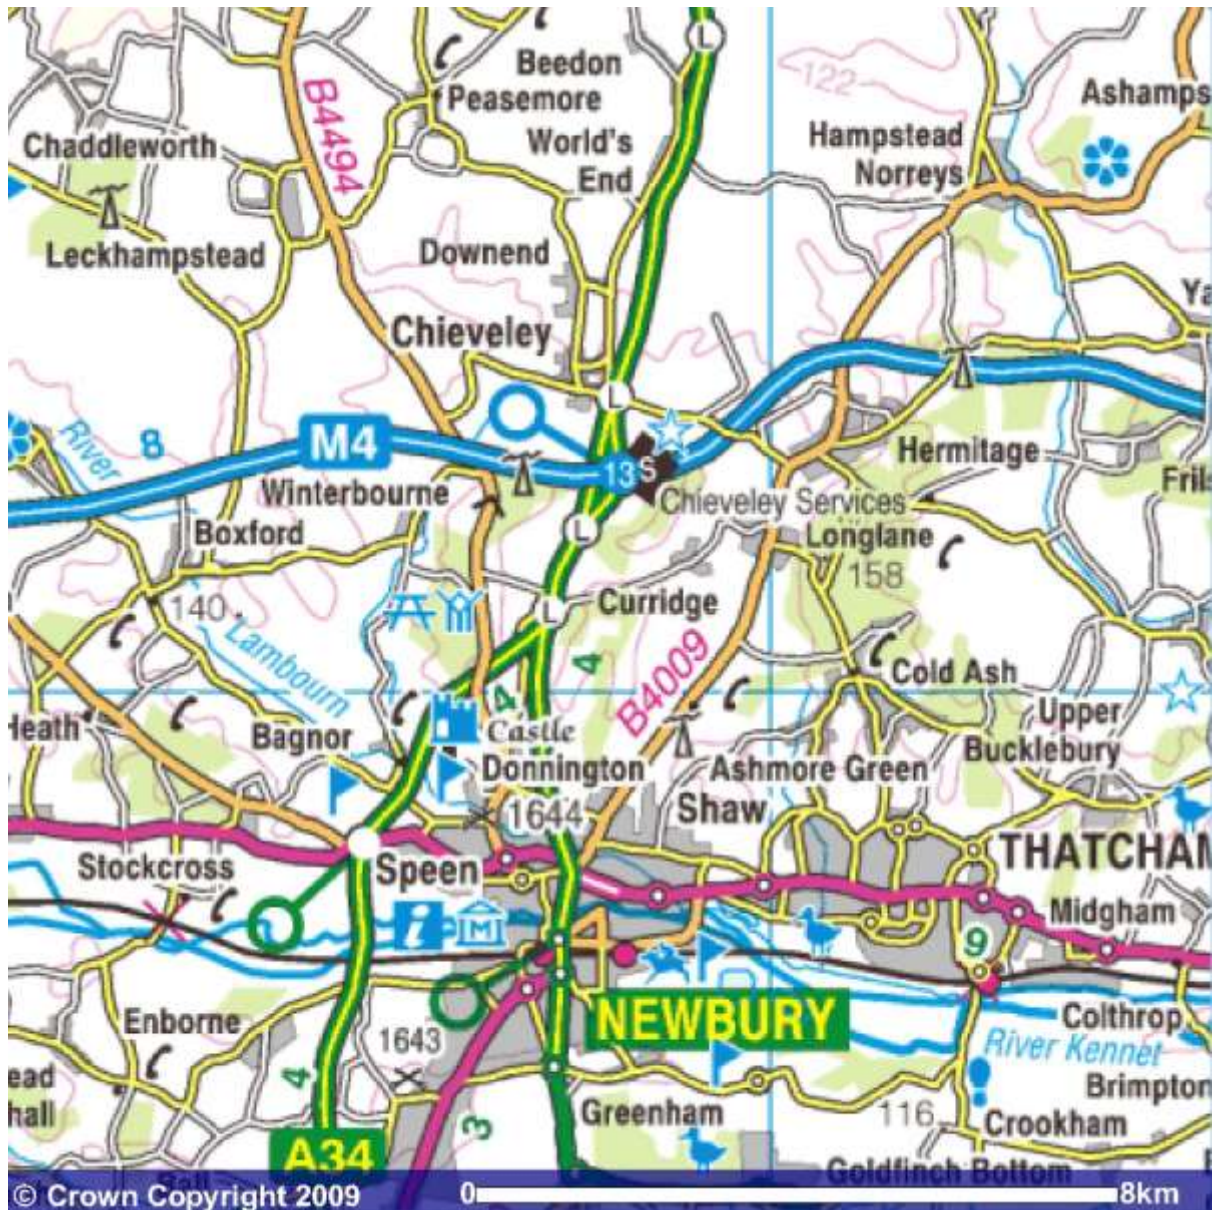 Beedon
Peasemore
122
Ashamps
B4494
Chaddleworth
World's
End
Hampstead
Norreys
Leckhampstead
Downend
Ya
Chieveley
River
8
M4
Hermitage
13
S
Winterbourne
Chieveley Services
Fril
Boxford
Longlane
158
140
Curridge
Lambourn
4
B4009
Cold Ash
4
Heath
Castle
Upper
Bucklebury
Bagnor
Donnington
Ashmore Green
1644
Shaw
THATCHAM
Stockcross
Speen
Midgham
9
i
M
NEWBURY
Enborne
1643
Colthrop
River Kennet
ead
hall
4
Brimpton
3
Greenham
116
Crookham
A34
Goldfinch Bottom
© Crown Copyright 2009
0
8km
L
L
L
L